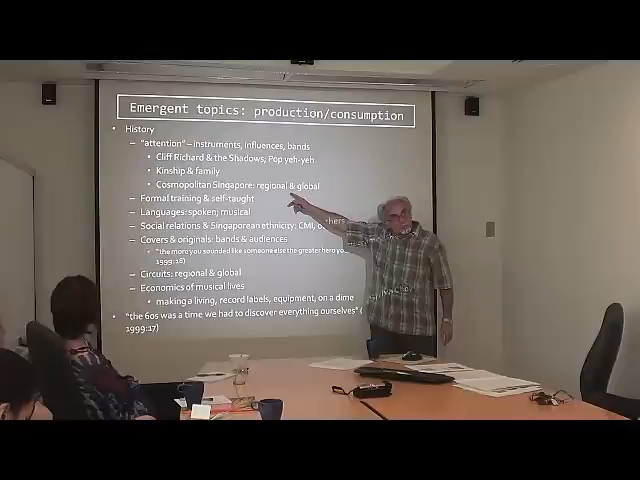 Emergent topics: production/consumption
• History
– "attention" – instruments, influences, bands
• Cliff Richard & the Shadows; Pop yeh-yeh
• Kinship & family
• Cosmopolitan Singapore: regional & global
– Formal training & self-taught
– Languages: spoken; musical
– Social relations & Singaporean ethnicity: CMI, hers
– Covers & originals: bands & audiences
• "the more you sounded like someone else the greater hero
1999:18)
– Circuits: regional & global
– Economics of musical lives
• making a living, record labels, equipment, on a dime
• "the 60s was a time we had to discover everything ourselves" (
1999:17)